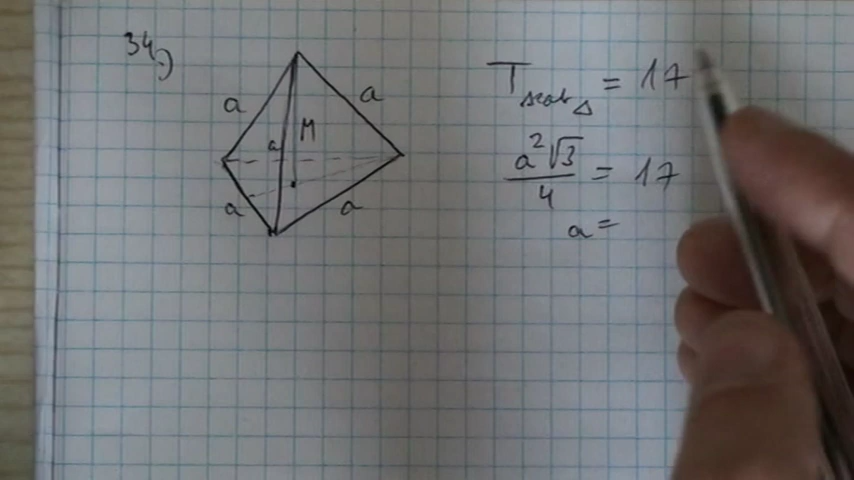 34.)
a
a
M
a
a
a
T szab△ = 17
a²√3/4 = 17
a =